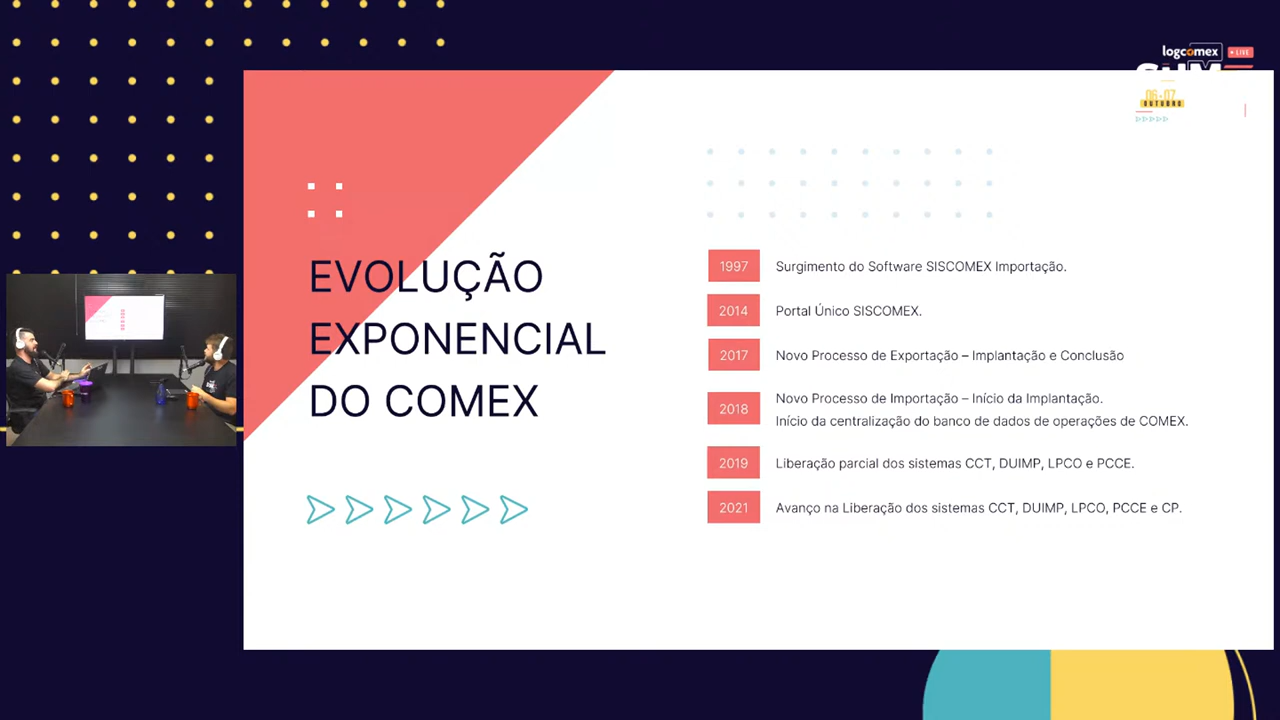 logcomex
LIVE
06 - 07
OUTUBRO
EVOLUÇÃO
EXPONENCIAL
DO COMEX
1997 Surgimento do Software SISCOMEX Importação.
2014 Portal Único SISCOMEX.
2017 Novo Processo de Exportação – Implantação e Conclusão
2018 Novo Processo de Importação – Início da Implantação.
Início da centralização do banco de dados de operações de COMEX.
2019 Liberação parcial dos sistemas CCT, DUIMP, LPCO e PCCE.
2021 Avanço na Liberação dos sistemas CCT, DUIMP, LPCO, PCCE e CP.